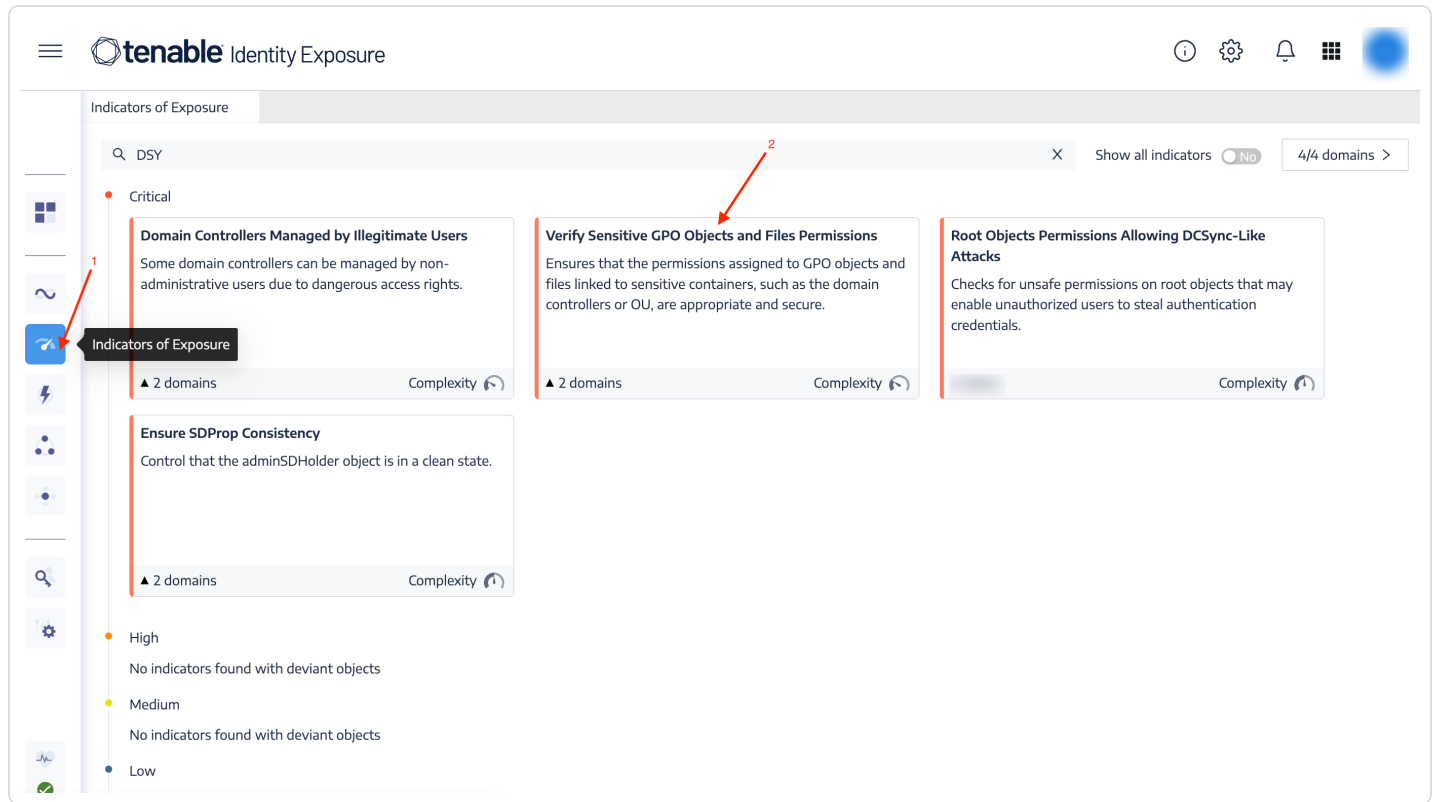 tenable Identity Exposure
Indicators of Exposure
DSY
2
Show all indicators
No
4/4 domains
Critical
Domain Controllers Managed by Illegitimate Users
Some domain controllers can be managed by non-
administrative users due to dangerous access rights.
2 domains
Complexity
Verify Sensitive GPO Objects and Files Permissions
Ensures that the permissions assigned to GPO objects and
files linked to sensitive containers, such as the domain
controllers or OU, are appropriate and secure.
2 domains
Complexity
Root Objects Permissions Allowing DCSync-Like
Attacks
Checks for unsafe permissions on root objects that may
enable unauthorized users to steal authentication
credentials.
Complexity
1
Indicators of Exposure
Ensure SDProp Consistency
Control that the adminSDHolder object is in a clean state.
2 domains
Complexity
High
No indicators found with deviant objects
Medium
No indicators found with deviant objects
Low